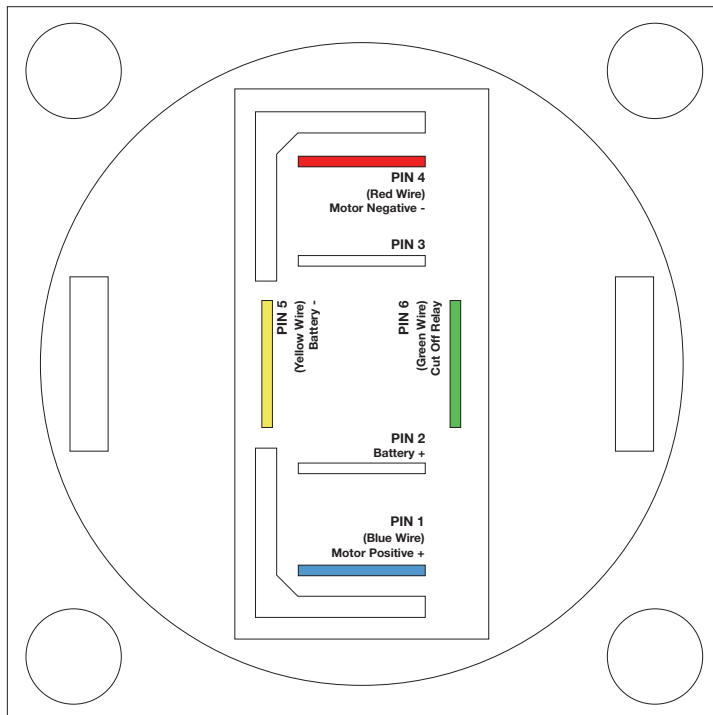 PIN 4
(Red Wire)
Motor Negative -
PIN 3
PIN 5
(Yellow Wire)
Battery -
PIN 6
(Green Wire)
Cut Off Relay
PIN 2
Battery +
PIN 1
(Blue Wire)
Motor Positive +